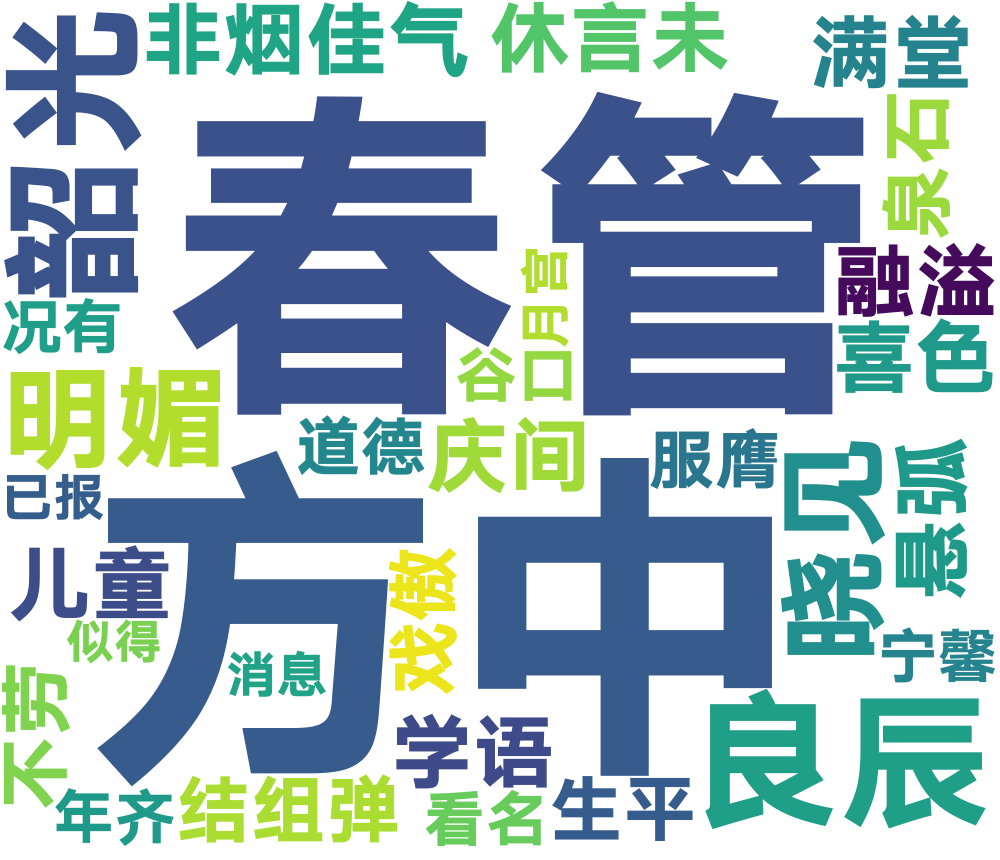 非烟佳气
休言未
满堂
韶光
春管
泉石
融溢
月宫
况有
喜色
谷口
明媚
道德
庆间
服膺
晓见
悬弧
已报
方中
儿童
戏傲
似得
宁馨
消息
不劳
良辰
学语
年齐
结组弹
看名
生平